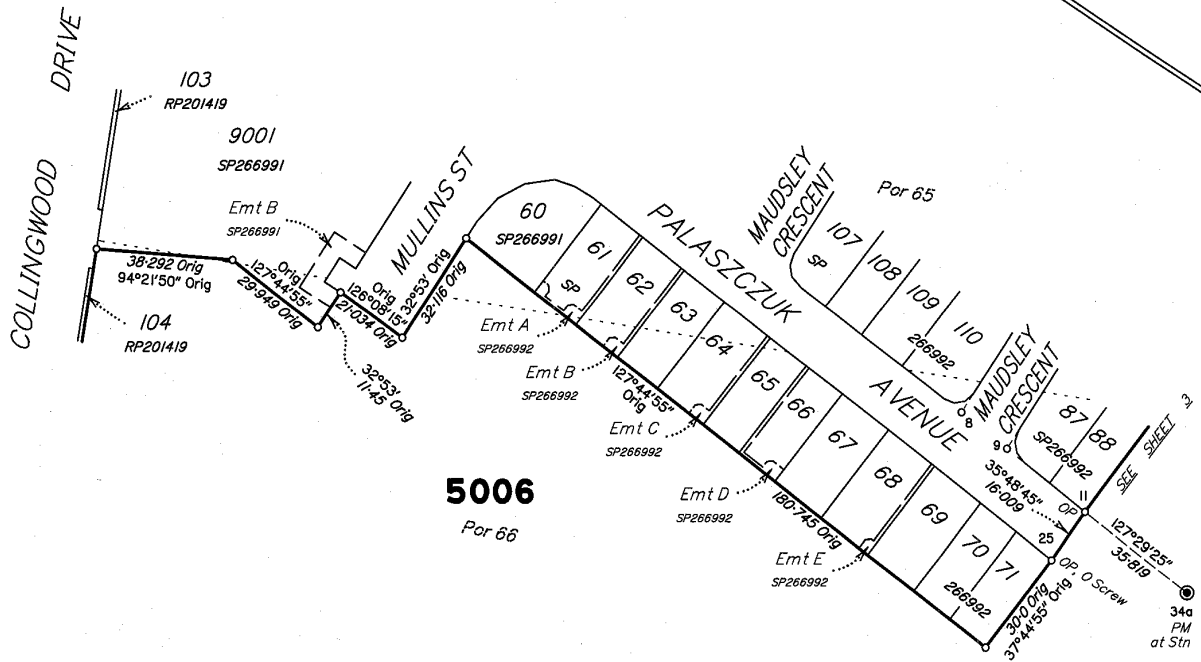 COLLINGWOOD DRIVE
103
RP201419
9001
SP266991
Emt B
SP266991
MULLINS ST
38·292 Orig
94°21'50" Orig
Orig
127°44'55"
29·949 Orig
Orig
126°08'15"
21·034 Orig
32°53' Orig
32·116 Orig
32°53' Orig
11·45
104
RP201419
60
SP266991
61
SP
62
63
64
65
66
67
68
69
70
71
266992
PALASZCZUK AVENUE
MAUDSLEY
CRESCENT
Por 65
107
SP
108
109
110
266992
MAUDSLEY
CRESCENT
8
9
87
88
SP266992
SEE SHEET 3
Emt A
SP266992
Emt B
SP266992
127°44'55"
Orig
Emt C
SP266992
Emt D
SP266992
180·745 Orig
Emt E
SP266992
5006
Por 66
35°48'45"
16·009
11
OP
25
OP, O Screw
127°29'25"
35·819
30·0 Orig
37°44'55" Orig
34a
PM
at Stn